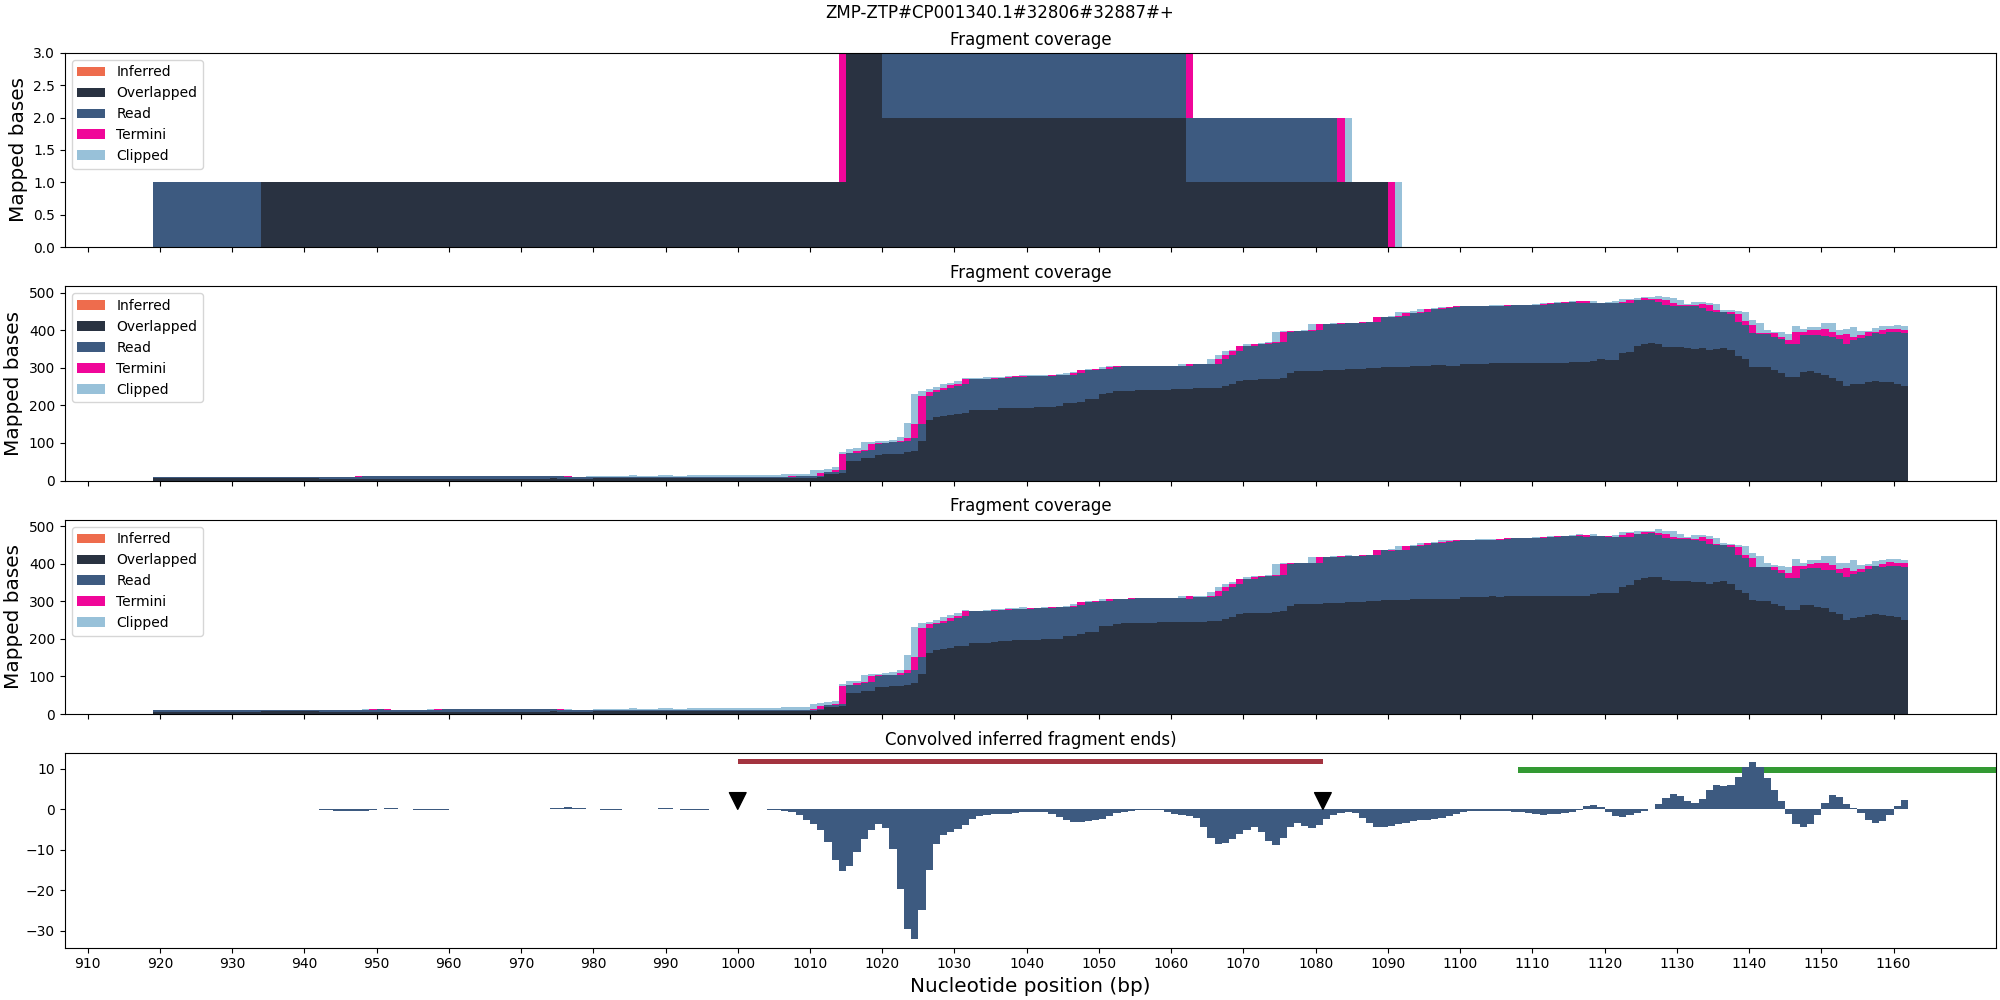 ZMP-ZTP#CP001340.1#32806#32887#+
Fragment coverage
Mapped bases
3.0
2.5
2.0
1.5
1.0
0.5
0.0
Inferred
Overlapped
Read
Termini
Clipped
Fragment coverage
Mapped bases
500
400
300
200
100
0
Inferred
Overlapped
Read
Termini
Clipped
Fragment coverage
Mapped bases
500
400
300
200
100
0
Inferred
Overlapped
Read
Termini
Clipped
Convolved inferred fragment ends)
10
0
−10
−20
−30
910 920 930 940 950 960 970 980 990 1000 1010 1020 1030 1040 1050 1060 1070 1080 1090 1100 1110 1120 1130 1140 1150 1160
Nucleotide position (bp)